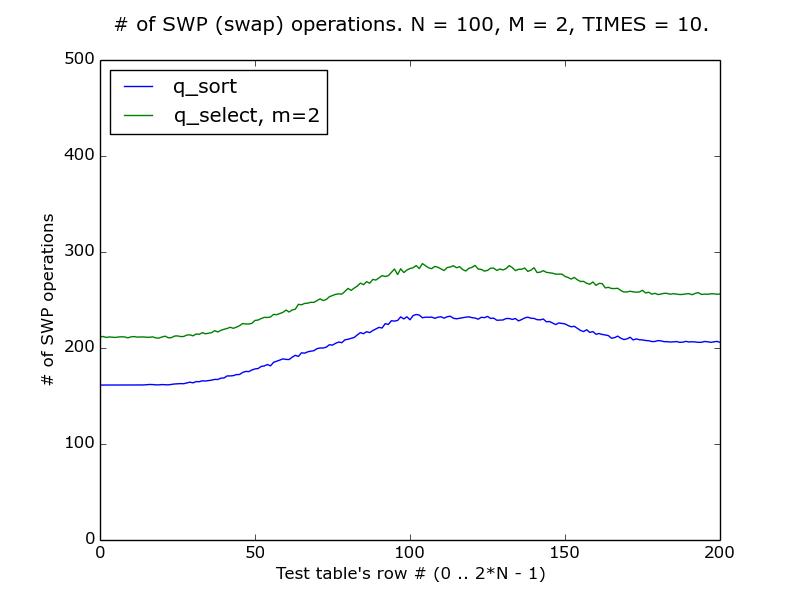 # of SWP (swap) operations. N = 100, M = 2, TIMES = 10.
500
q_sort
q_select, m=2
400
300
200
100
0
# of SWP operations
0 50 100 150 200
Test table's row # (0 .. 2*N - 1)